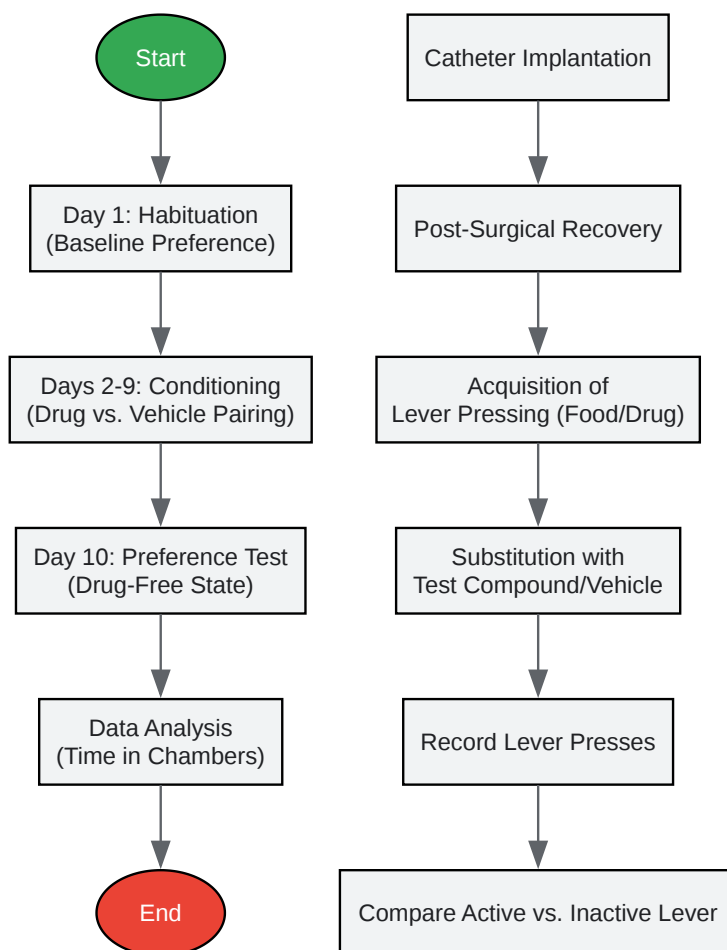 Start
Day 1: Habituation
(Baseline Preference)
Days 2-9: Conditioning
(Drug vs. Vehicle Pairing)
Day 10: Preference Test
(Drug-Free State)
Data Analysis
(Time in Chambers)
End
Catheter Implantation
Post-Surgical Recovery
Acquisition of
Lever Pressing (Food/Drug)
Substitution with
Test Compound/Vehicle
Record Lever Presses
Compare Active vs. Inactive Lever